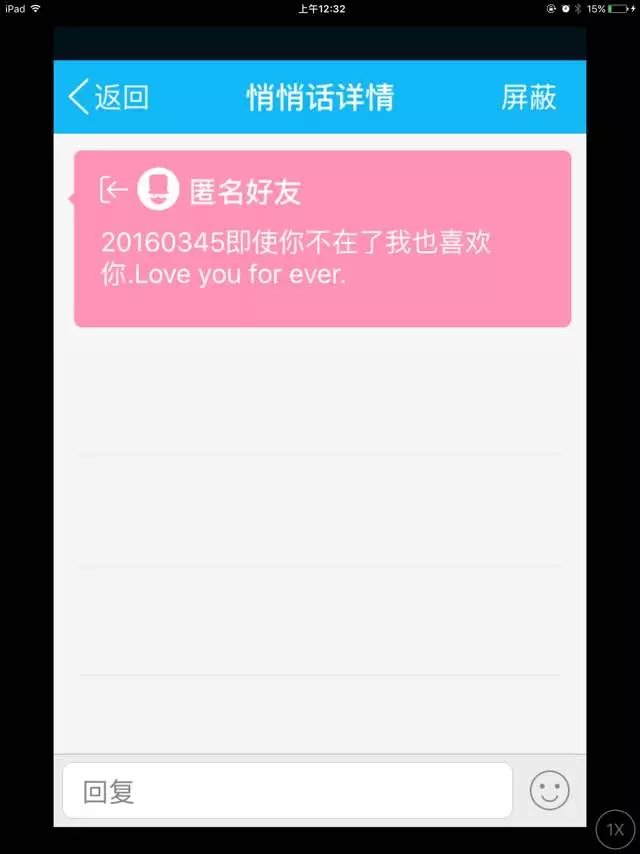 iPad 上午12:32 15%
返回 悄悄话详情 屏蔽
匿名好友
20160345即使你不在了我也喜欢
你.Love you for ever.
回复
1X